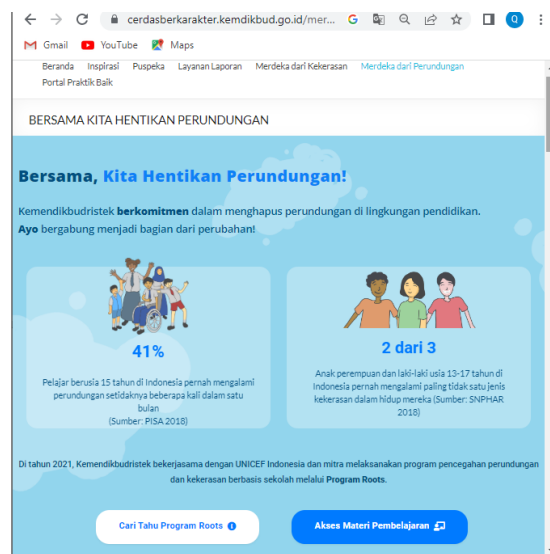 cerdasberkarakter.kemdikbud.go.id/mer...
Q
Gmail YouTube Maps
Beranda Inspirasi Puspeka Layanan Laporan Merdeka dari Kekerasan Merdeka dari Perundungan
Portal Praktik Baik
BERSAMA KITA HENTIKAN PERUNDUNGAN
Bersama, Kita Hentikan Perundungan!
Kemendikbudristek berkomitmen dalam menghapus perundungan di lingkungan pendidikan.
Ayo bergabung menjadi bagian dari perubahan!
41%
Pelajar berusia 15 tahun di Indonesia pernah mengalami
perundungan setidaknya beberapa kali dalam satu
bulan
(Sumber: PISA 2018)
2 dari 3
Anak perempuan dan laki-laki usia 13-17 tahun di
Indonesia pernah mengalami paling tidak satu jenis
kekerasan dalam hidup mereka (Sumber: SNPHAR
2018)
Di tahun 2021, Kemendikbudristek bekerjasama dengan UNICEF Indonesia dan mitra melaksanakan program pencegahan perundungan
dan kekerasan berbasis sekolah melalui Program Roots.
Cari Tahu Program Roots
Akses Materi Pembelajaran